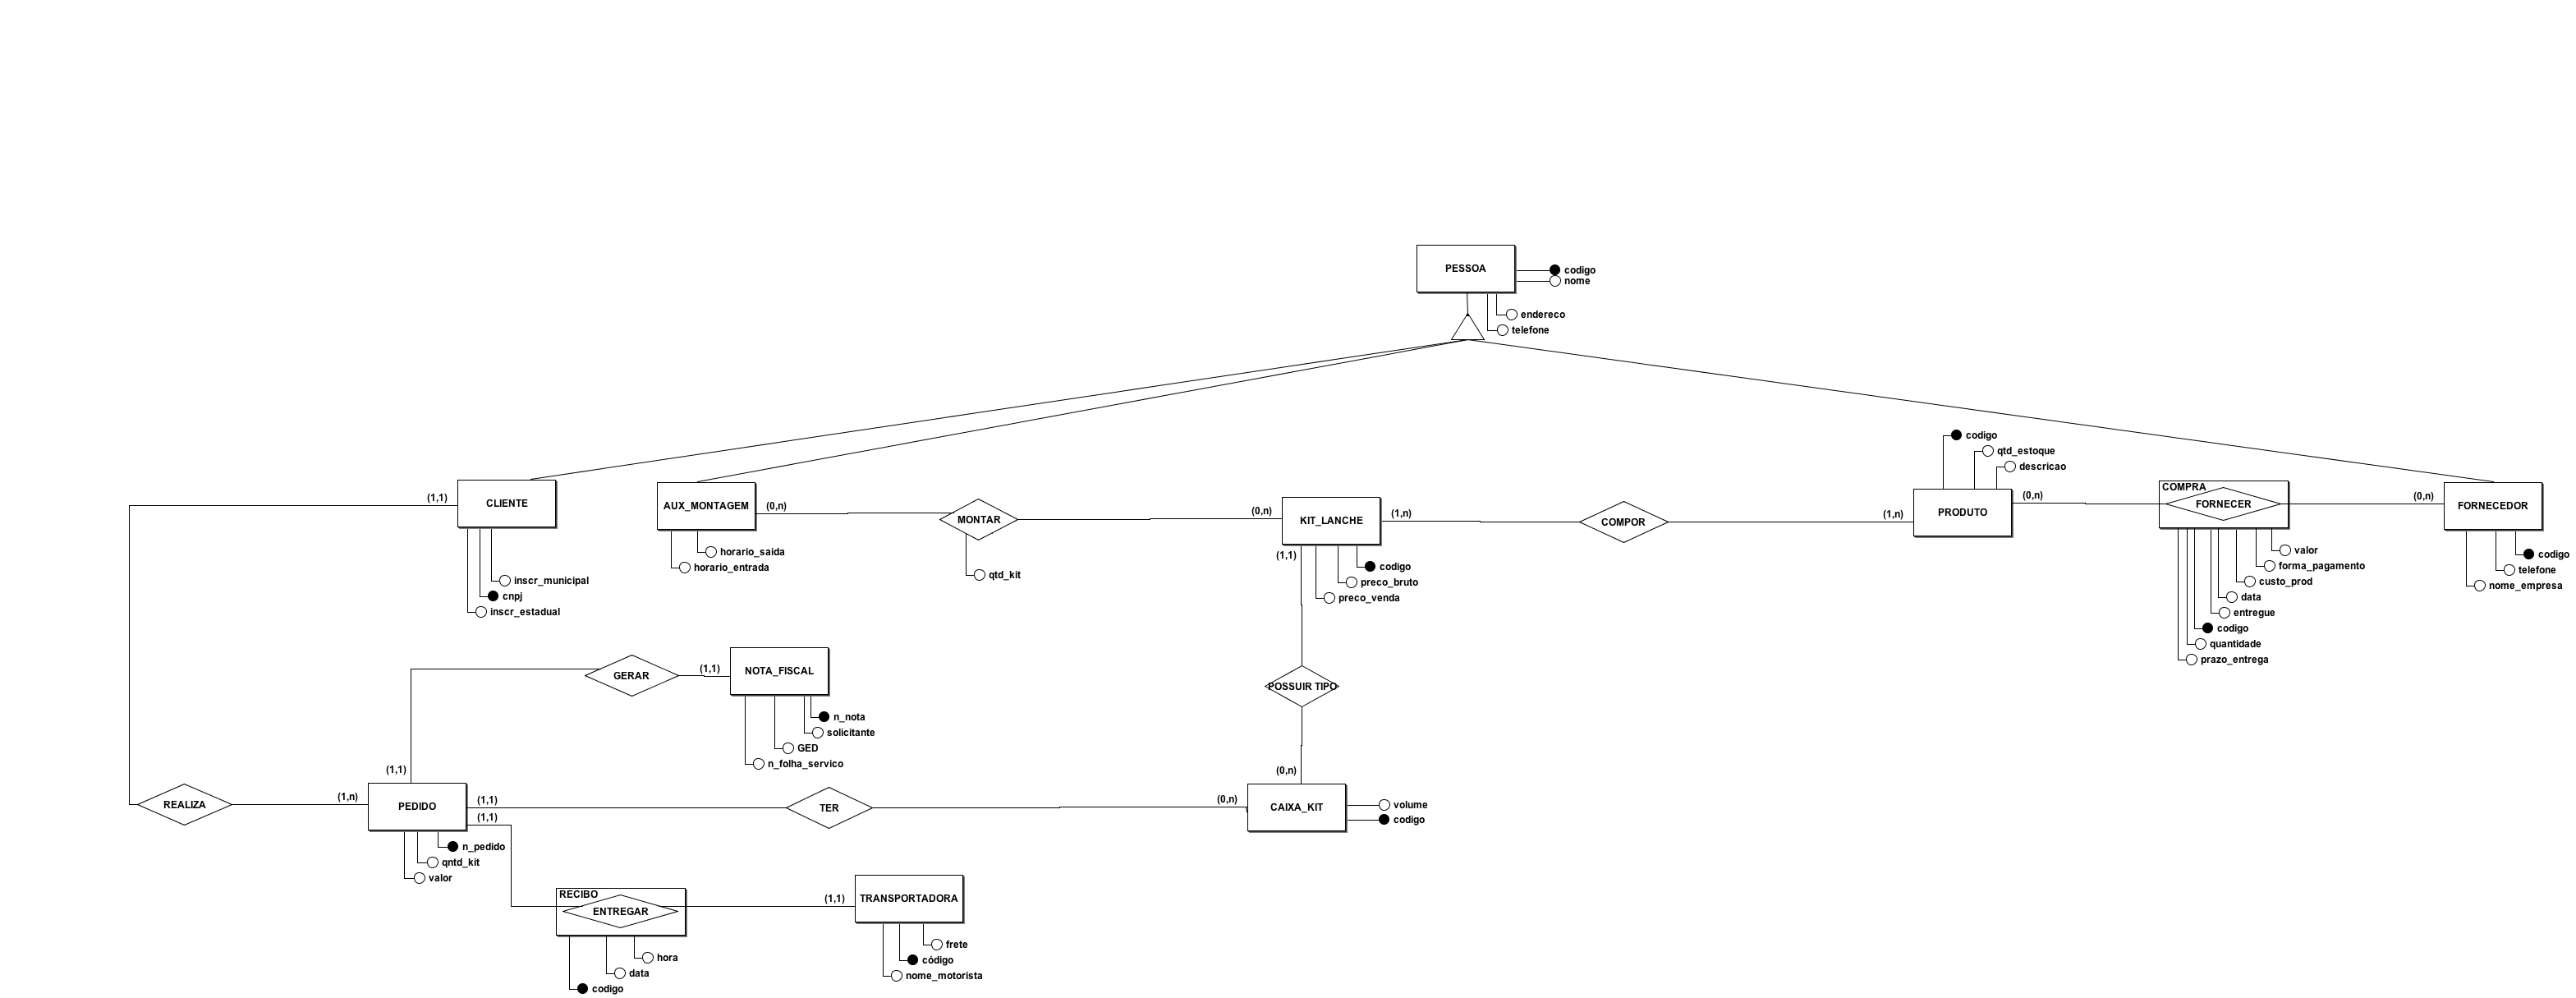 PESSOA
codigo
nome
endereco
telefone
CLIENTE
(1,1)
inscr_municipal
cnpj
inscr_estadual
AUX_MONTAGEM
(0,n)
horario_saida
horario_entrada
MONTAR
qtd_kit
(0,n)
KIT_LANCHE
(1,n)
(1,1)
codigo
preco_bruto
preco_venda
COMPOR
(1,n)
PRODUTO
codigo
qtd_estoque
descricao
(0,n)
COMPRA
FORNECER
valor
forma_pagamento
custo_prod
data
entregue
codigo
quantidade
prazo_entrega
(0,n)
FORNECEDOR
codigo
telefone
nome_empresa
GERAR
(1,1)
NOTA_FISCAL
n_nota
solicitante
GED
n_folha_servico
POSSUIR TIPO
(1,1)
(0,n)
REALIZA
(1,n)
PEDIDO
(1,1)
(1,1)
n_pedido
qntd_kit
valor
TER
(0,n)
CAIXA_KIT
volume
codigo
RECIBO
ENTREGAR
hora
data
codigo
(1,1)
TRANSPORTADORA
frete
código
nome_motorista